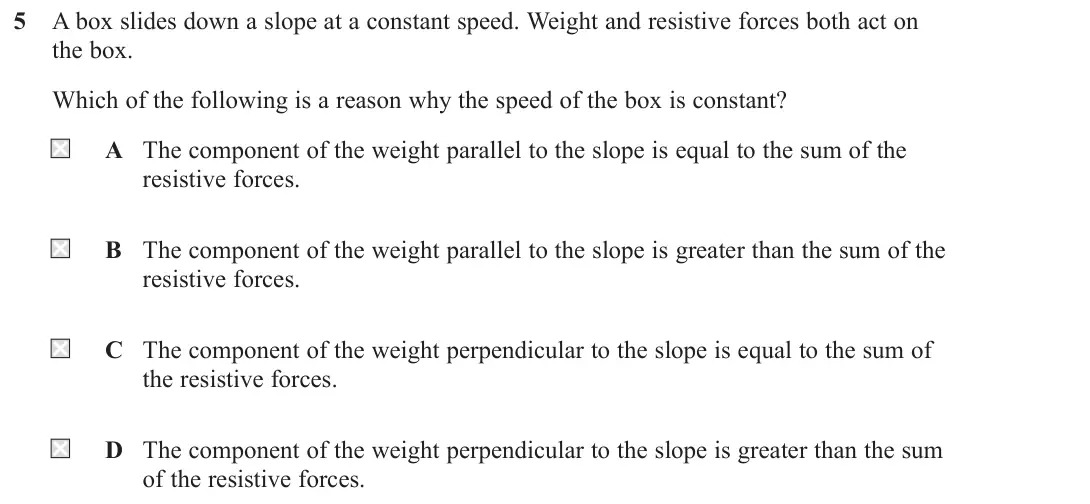 5 A box slides down a slope at a constant speed. Weight and resistive forces both act on
the box.
Which of the following is a reason why the speed of the box is constant?
A The component of the weight parallel to the slope is equal to the sum of the
resistive forces.
B The component of the weight parallel to the slope is greater than the sum of the
resistive forces.
C The component of the weight perpendicular to the slope is equal to the sum of
the resistive forces.
D The component of the weight perpendicular to the slope is greater than the sum
of the resistive forces.